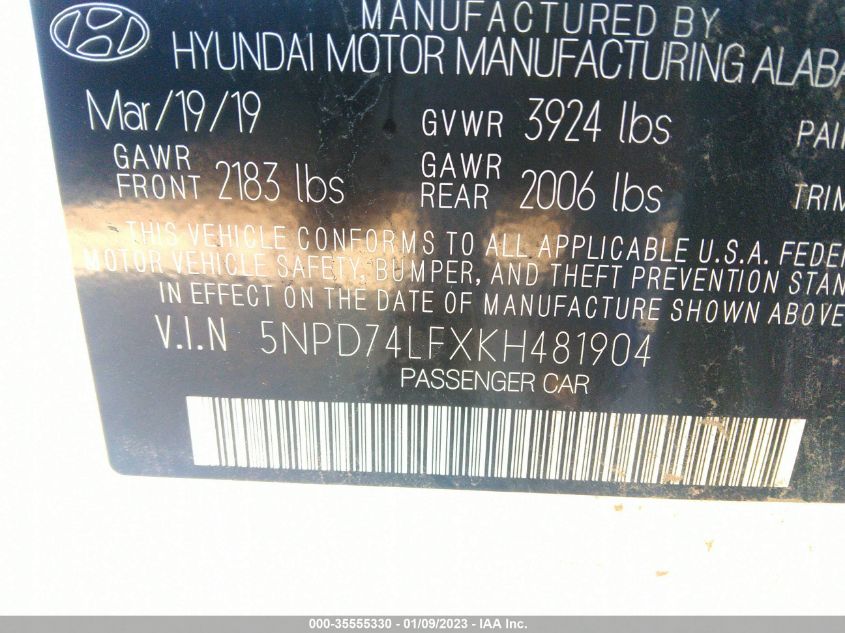 MANUFACTURED BY
HYUNDAI MOTOR MANUFACTURING ALABA
Mar/19/19 GVWR 3924 lbs PAI
GAWR FRONT 2183 lbs GAWR REAR 2006 lbs TRIM
THIS VEHICLE CONFORMS TO ALL APPLICABLE U.S.A. FEDER
MOTOR VEHICLE SAFETY, BUMPER, AND THEFT PREVENTION STAN
IN EFFECT ON THE DATE OF MANUFACTURE SHOWN ABOVE
V.I.N 5NPD74LFXKH481904
PASSENGER CAR
000-35555330 - 01/09/2023 - IAA Inc.